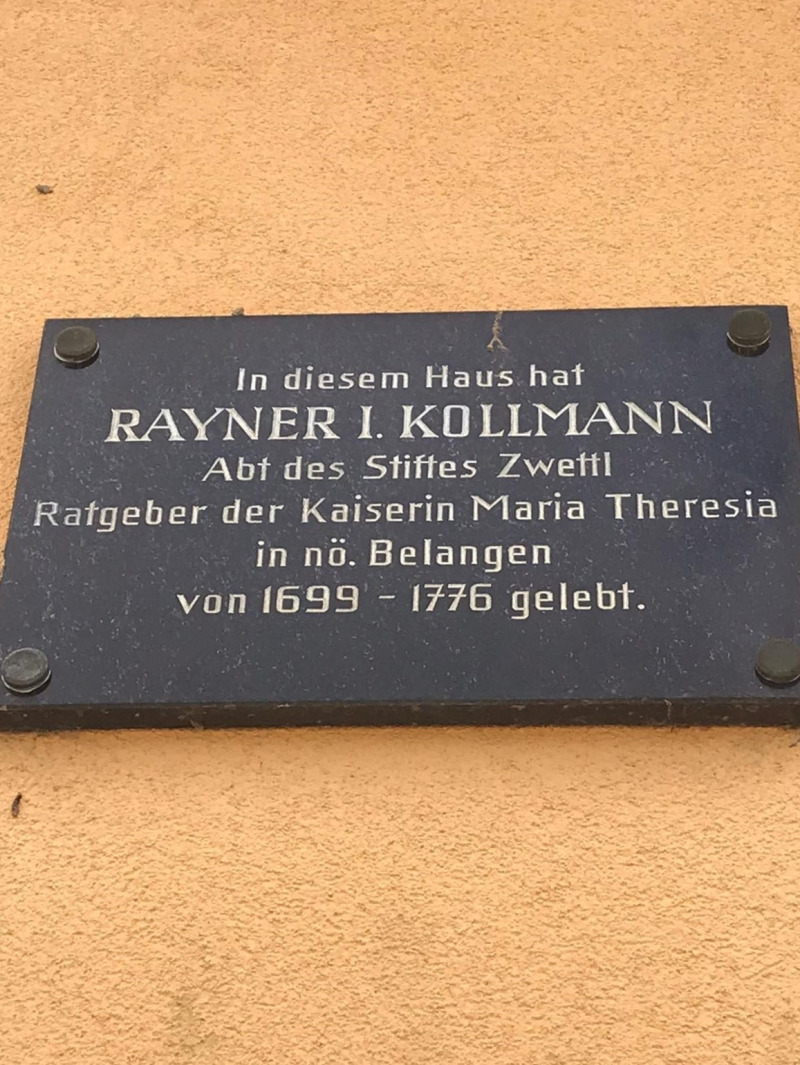 In diesem Haus hat
RAYNER I. KOLLMANN
Abt des Stiftes Zwettl
Ratgeber der Kaiserin Maria Theresia
in nö. Belangen
von 1699 - 1776 gelebt.